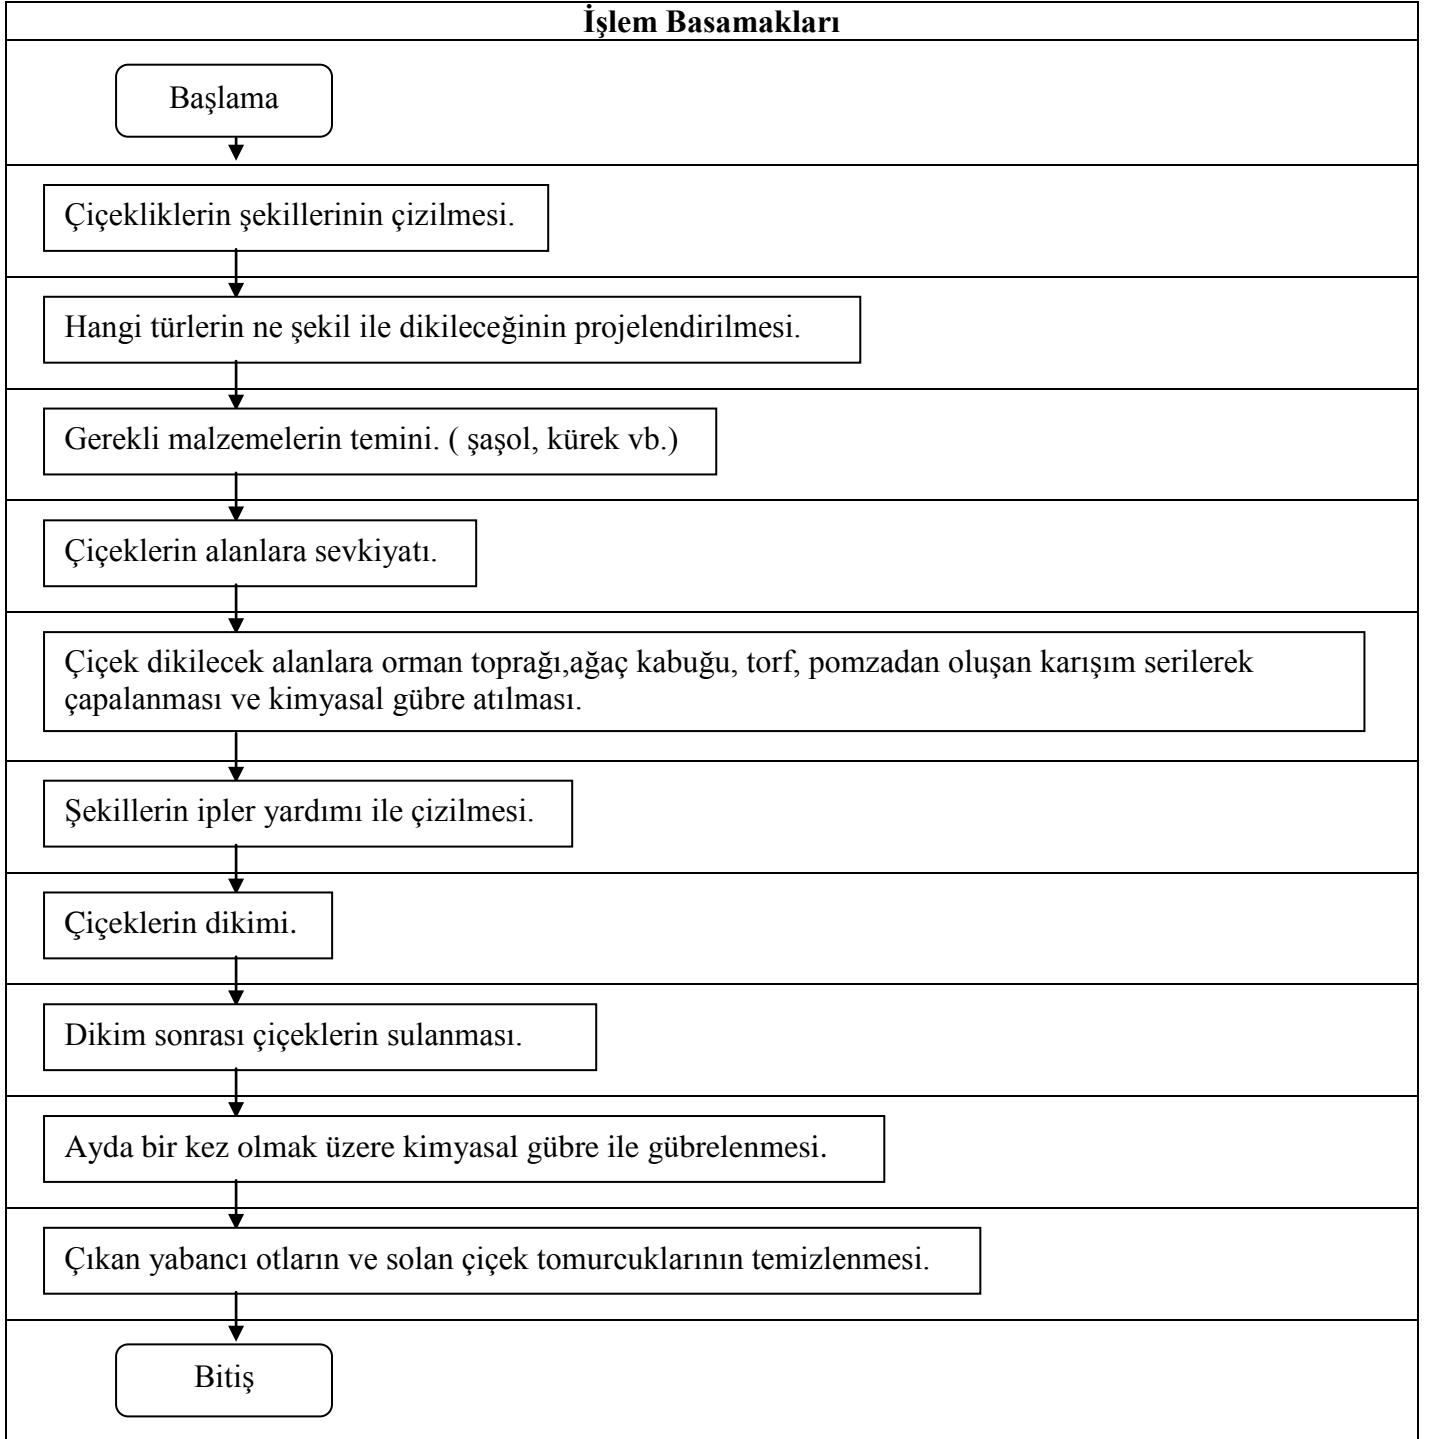 İşlem Basamakları
Başlama
Çiçekliklerin şekillerinin çizilmesi.
Hangi türlerin ne şekil ile dikileceğinin projelendirilmesi.
Gerekli malzemelerin temini. ( şaşol, kürek vb.)
Çiçeklerin alanlara sevkiyatı.
Çiçek dikilecek alanlara orman toprağı,ağaç kabuğu, torf, pomzadan oluşan karışım serilerek
çapalanması ve kimyasal gübre atılması.
Şekillerin ipler yardımı ile çizilmesi.
Çiçeklerin dikimi.
Dikim sonrası çiçeklerin sulanması.
Ayda bir kez olmak üzere kimyasal gübre ile gübrelenmesi.
Çıkan yabancı otların ve solan çiçek tomurcuklarının temizlenmesi.
Bitiş